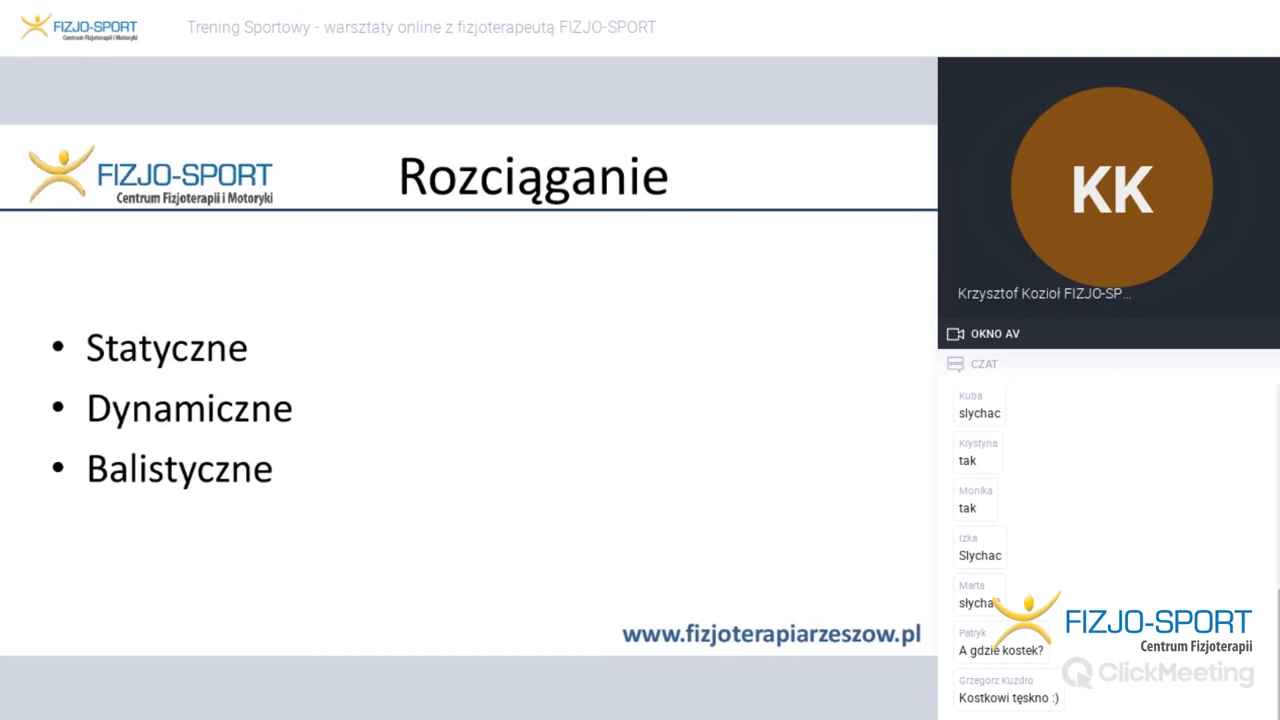 FIZJO-SPORT
Centrum Fizjoterapii i Motoryki
Trening Sportowy - warsztaty online z fizjoterapeutą FIZJO-SPORT
FIZJO-SPORT
Centrum Fizjoterapii i Motoryki
Rozciąganie
• Statyczne
• Dynamiczne
• Balistyczne
www.fizjoterapiarzeszow.pl
KK
Krzysztof Kozioł FIZJO-SP...
OKNO AV
CZAT
Kuba
slychac
Krystyna
tak
Monika
tak
Izka
Slychac
Marta
słychać
Patryk
A gdzie kostek?
Grzegorz Kuzdro
Kostkowi tęskno :)
FIZJO-SPORT
Centrum Fizjoterapii
ClickMeeting